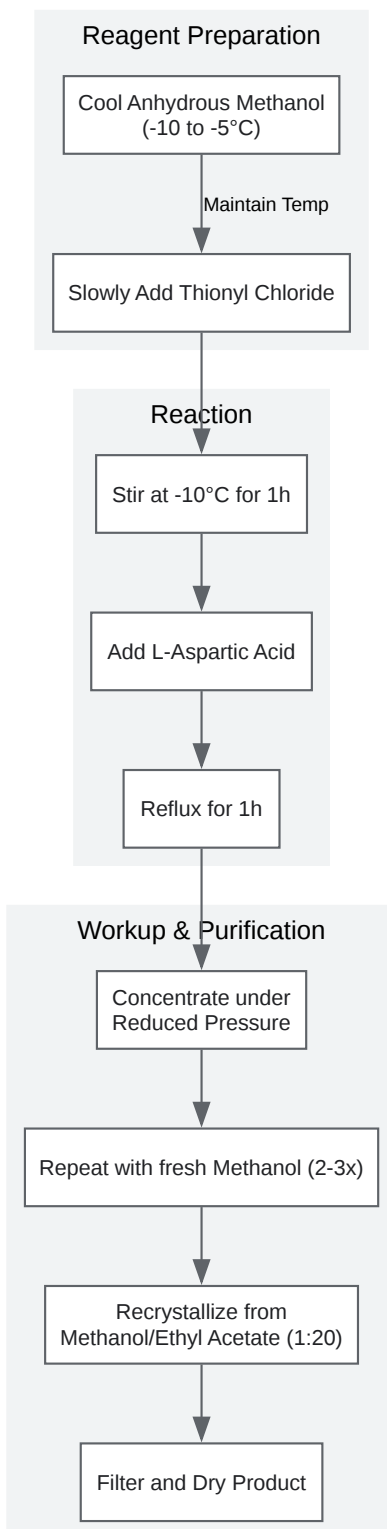 Reagent Preparation
Cool Anhydrous Methanol
(-10 to -5°C)
Maintain Temp
Slowly Add Thionyl Chloride
Reaction
Stir at -10°C for 1h
Add L-Aspartic Acid
Reflux for 1h
Workup & Purification
Concentrate under
Reduced Pressure
Repeat with fresh Methanol (2-3x)
Recrystallize from
Methanol/Ethyl Acetate (1:20)
Filter and Dry Product